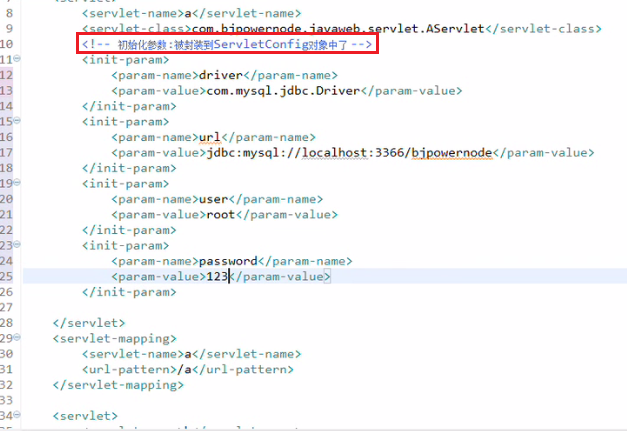 8 <servlet-name>a</servlet-name>
9 <servlet-class>com.bjpowernode.javaweb.servlet.AServlet</servlet-class>
10 <!-- 初始化参数:被封装到ServletConfig对象中了 -->
11 <init-param>
12 <param-name>driver</param-name>
13 <param-value>com.mysql.jdbc.Driver</param-value>
14 </init-param>
15 <init-param>
16 <param-name>url</param-name>
17 <param-value>jdbc:mysql://localhost:3366/bjpowernode</param-value>
18 </init-param>
19 <init-param>
20 <param-name>user</param-name>
21 <param-value>root</param-value>
22 </init-param>
23 <init-param>
24 <param-name>password</param-name>
25 <param-value>123</param-value>
26 </init-param>
27
28 </servlet>
29 <servlet-mapping>
30 <servlet-name>a</servlet-name>
31 <url-pattern>/a</url-pattern>
32 </servlet-mapping>
33
34 <servlet>